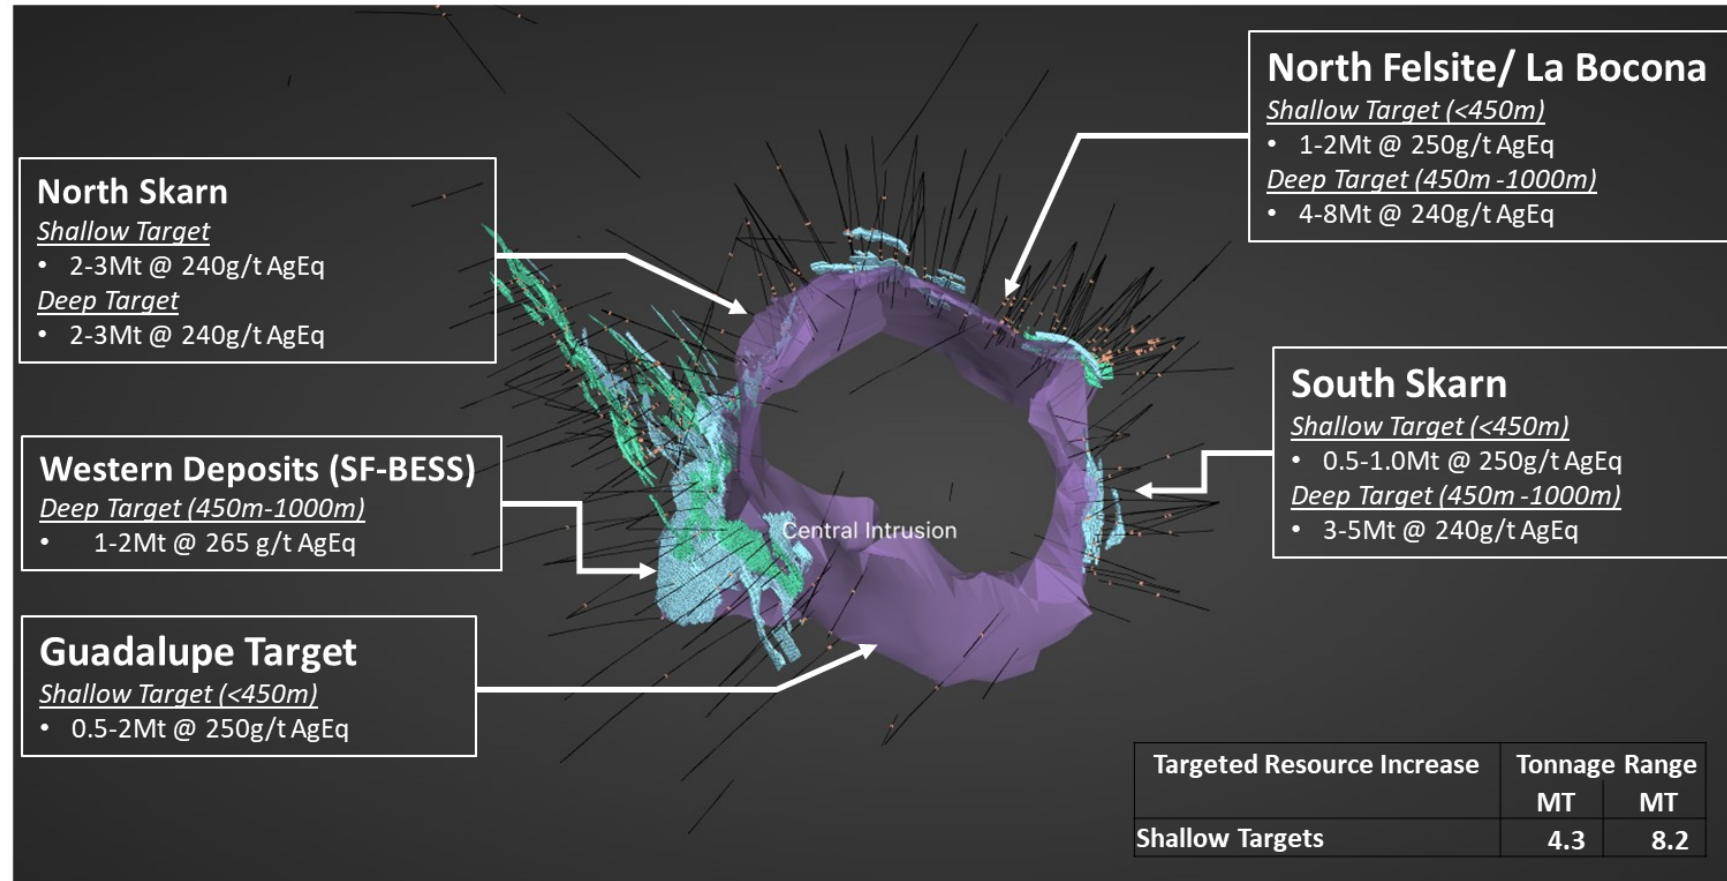 North Felsite/ La Bocona
Shallow Target (<450m)
• 1-2Mt @ 250g/t AgEq
Deep Target (450m -1000m)
• 4-8Mt @ 240g/t AgEq
North Skarn
Shallow Target
• 2-3Mt @ 240g/t AgEq
Deep Target
• 2-3Mt @ 240g/t AgEq
South Skarn
Shallow Target (<450m)
• 0.5-1.0Mt @ 250g/t AgEq
Deep Target (450m -1000m)
• 3-5Mt @ 240g/t AgEq
Western Deposits (SF-BESS)
Deep Target (450m-1000m)
• 1-2Mt @ 265 g/t AgEq
Central Intrusion
Guadalupe Target
Shallow Target (<450m)
• 0.5-2Mt @ 250g/t AgEq
Targeted Resource Increase Tonnage Range
MT MT
Shallow Targets 4.3 8.2